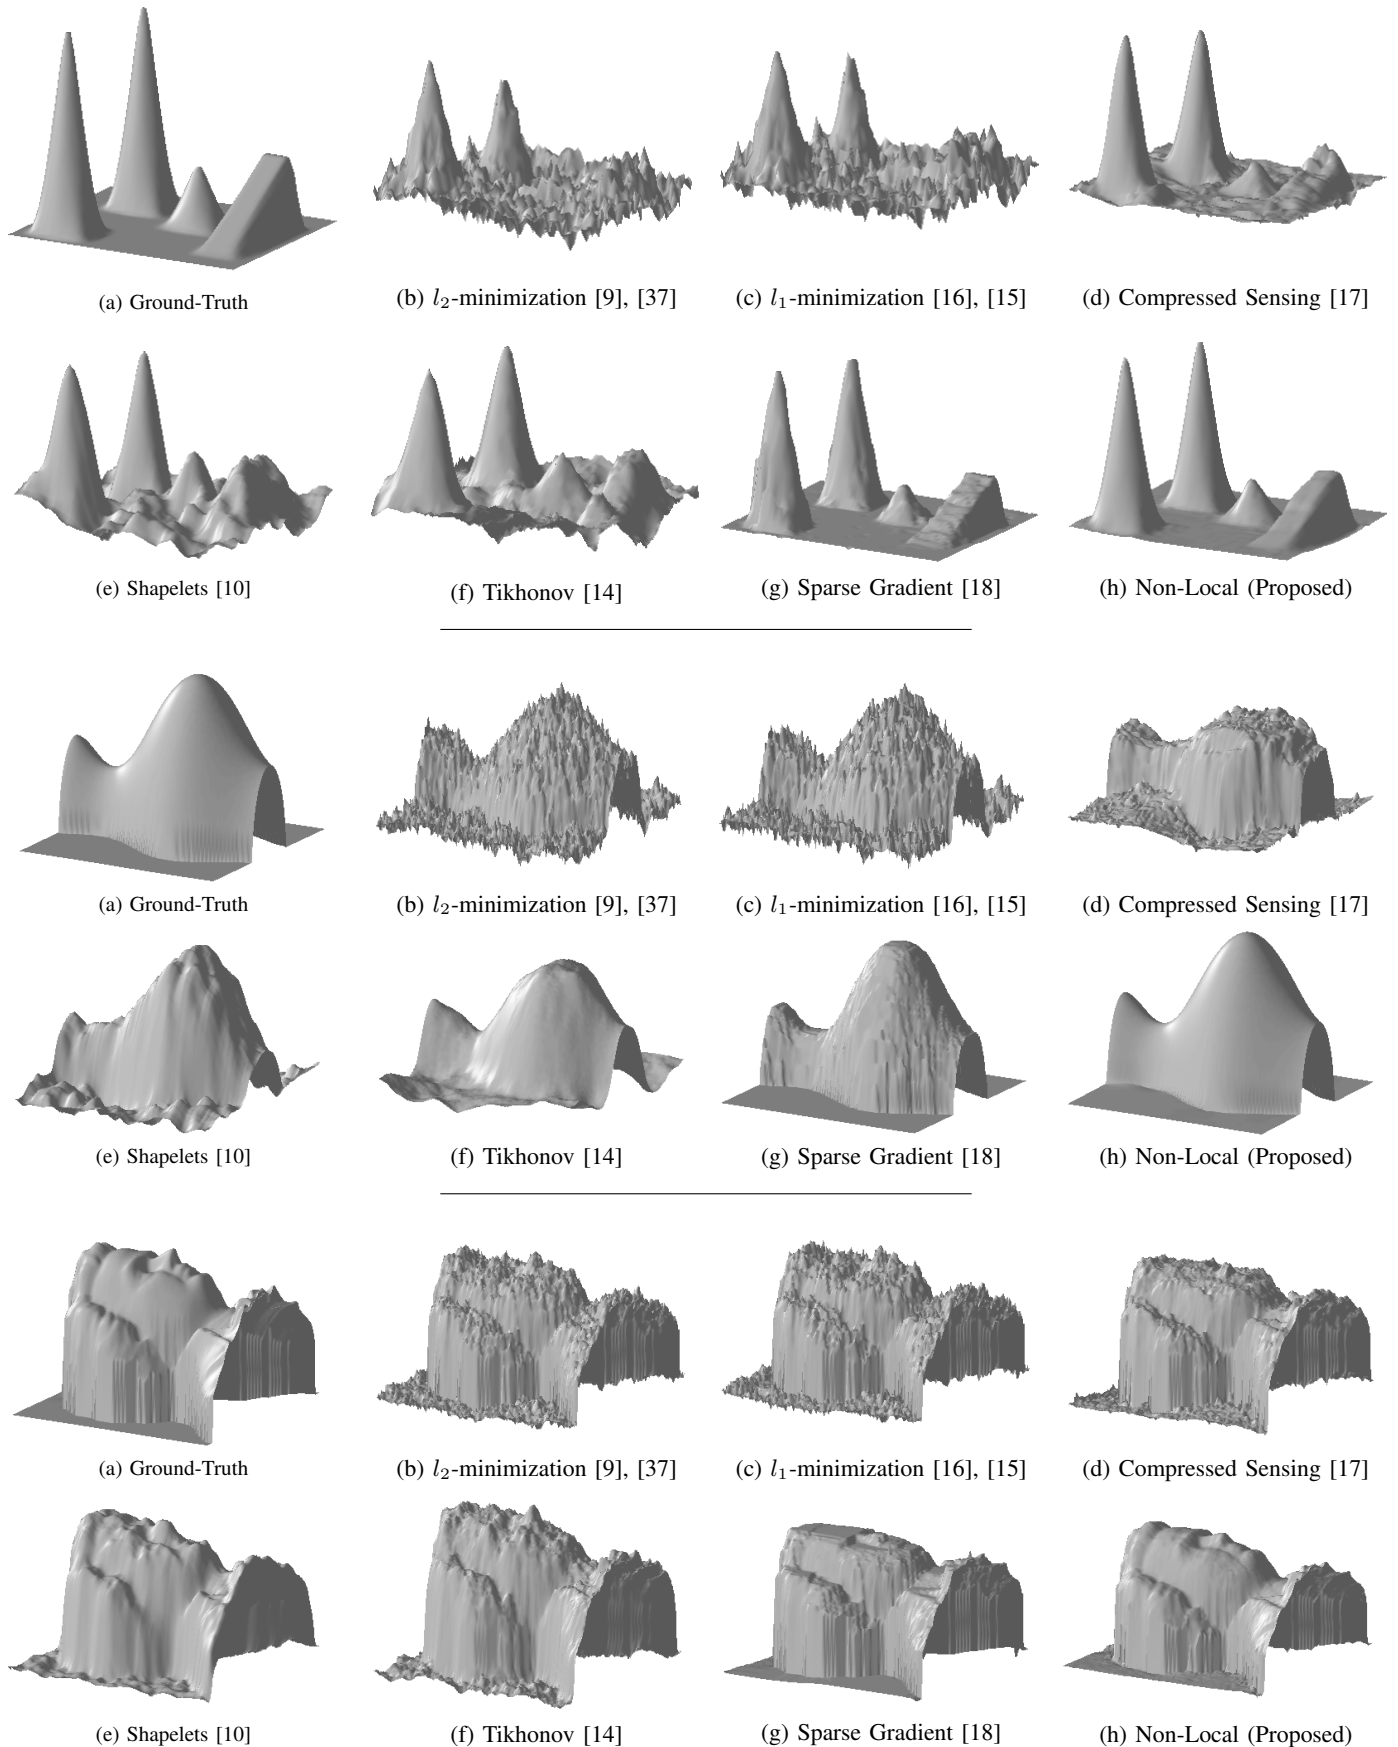 (a) Ground-Truth
(b) l₂-minimization [9], [37]
(c) l₁-minimization [16], [15]
(d) Compressed Sensing [17]
(e) Shapelets [10]
(f) Tikhonov [14]
(g) Sparse Gradient [18]
(h) Non-Local (Proposed)
(a) Ground-Truth
(b) l₂-minimization [9], [37]
(c) l₁-minimization [16], [15]
(d) Compressed Sensing [17]
(e) Shapelets [10]
(f) Tikhonov [14]
(g) Sparse Gradient [18]
(h) Non-Local (Proposed)
(a) Ground-Truth
(b) l₂-minimization [9], [37]
(c) l₁-minimization [16], [15]
(d) Compressed Sensing [17]
(e) Shapelets [10]
(f) Tikhonov [14]
(g) Sparse Gradient [18]
(h) Non-Local (Proposed)